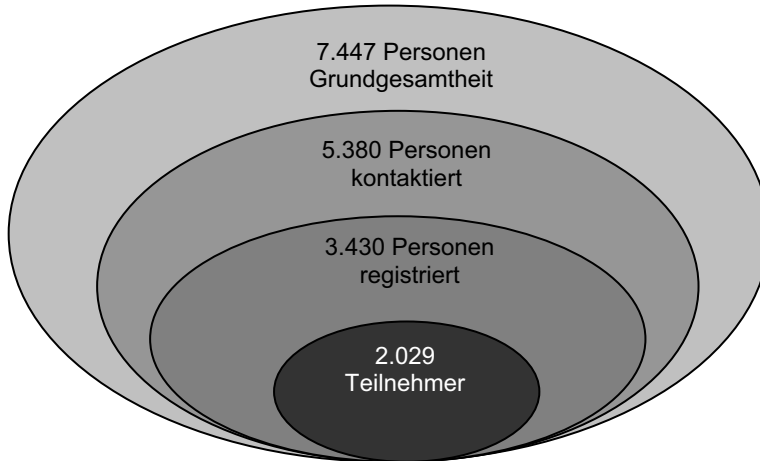 7.447 Personen
Grundgesamtheit
5.380 Personen
kontaktiert
3.430 Personen
registriert
2.029
Teilnehmer